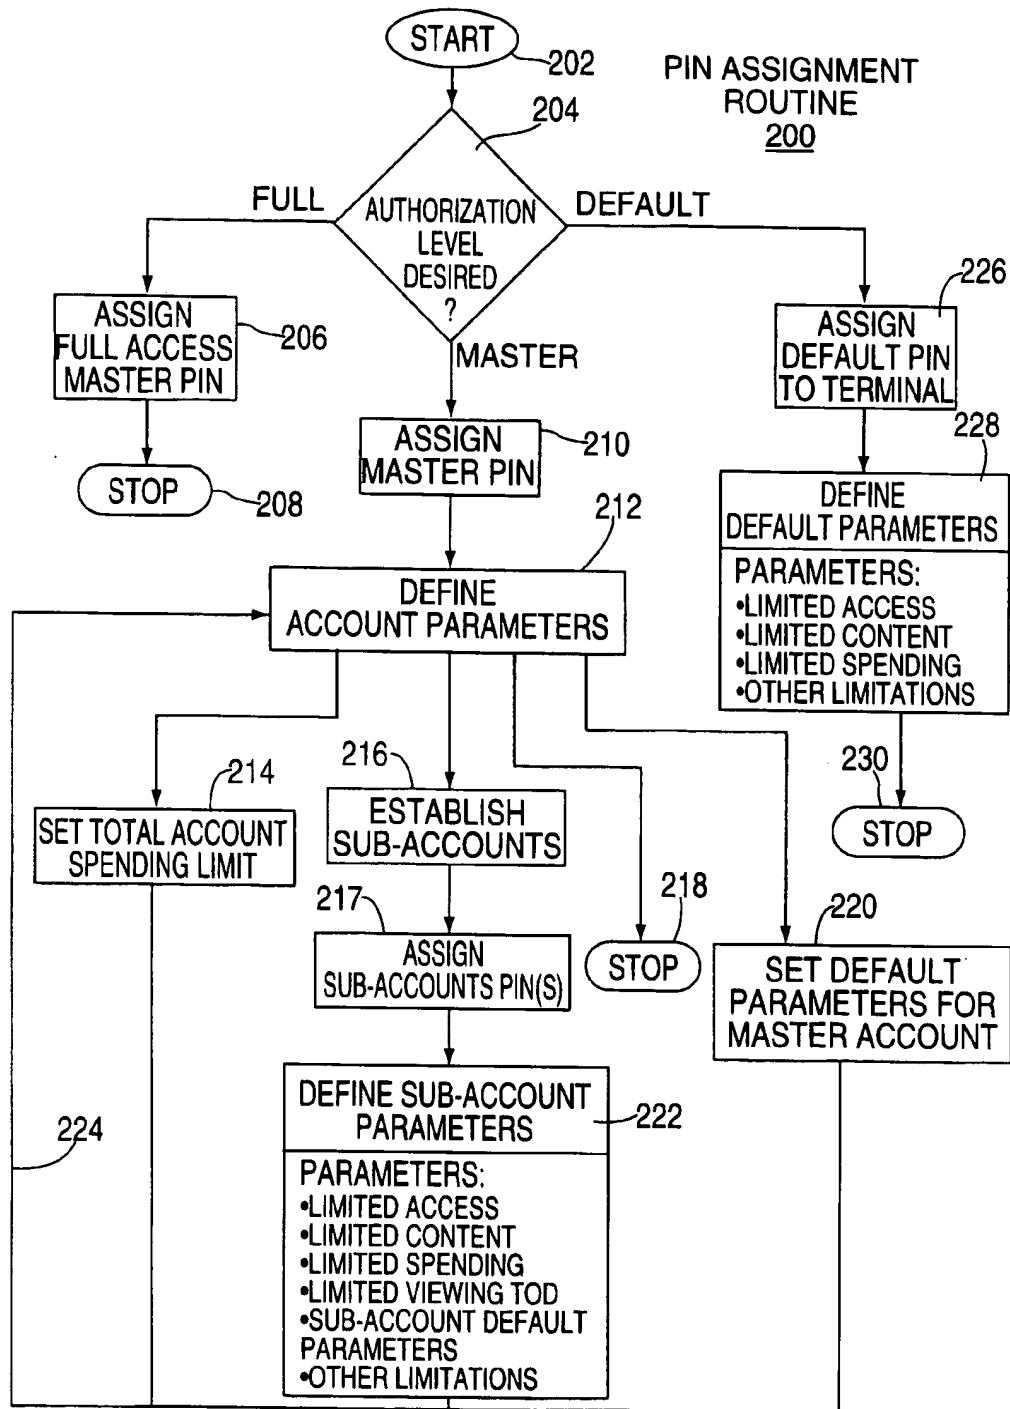 START
202
PIN ASSIGNMENT
ROUTINE
200
204
FULL
AUTHORIZATION
LEVEL
DESIRED
?
DEFAULT
MASTER
ASSIGN
FULL ACCESS
MASTER PIN
206
STOP
208
ASSIGN
MASTER PIN
210
226
ASSIGN
DEFAULT PIN
TO TERMINAL
228
DEFINE
DEFAULT PARAMETERS
PARAMETERS:
•LIMITED ACCESS
•LIMITED CONTENT
•LIMITED SPENDING
•OTHER LIMITATIONS
230
STOP
212
DEFINE
ACCOUNT PARAMETERS
214
SET TOTAL ACCOUNT
SPENDING LIMIT
216
ESTABLISH
SUB-ACCOUNTS
217
ASSIGN
SUB-ACCOUNTS PIN(S)
218
STOP
220
SET DEFAULT
PARAMETERS FOR
MASTER ACCOUNT
DEFINE SUB-ACCOUNT
PARAMETERS
222
PARAMETERS:
•LIMITED ACCESS
•LIMITED CONTENT
•LIMITED SPENDING
•LIMITED VIEWING TOD
•SUB-ACCOUNT DEFAULT
PARAMETERS
•OTHER LIMITATIONS
224